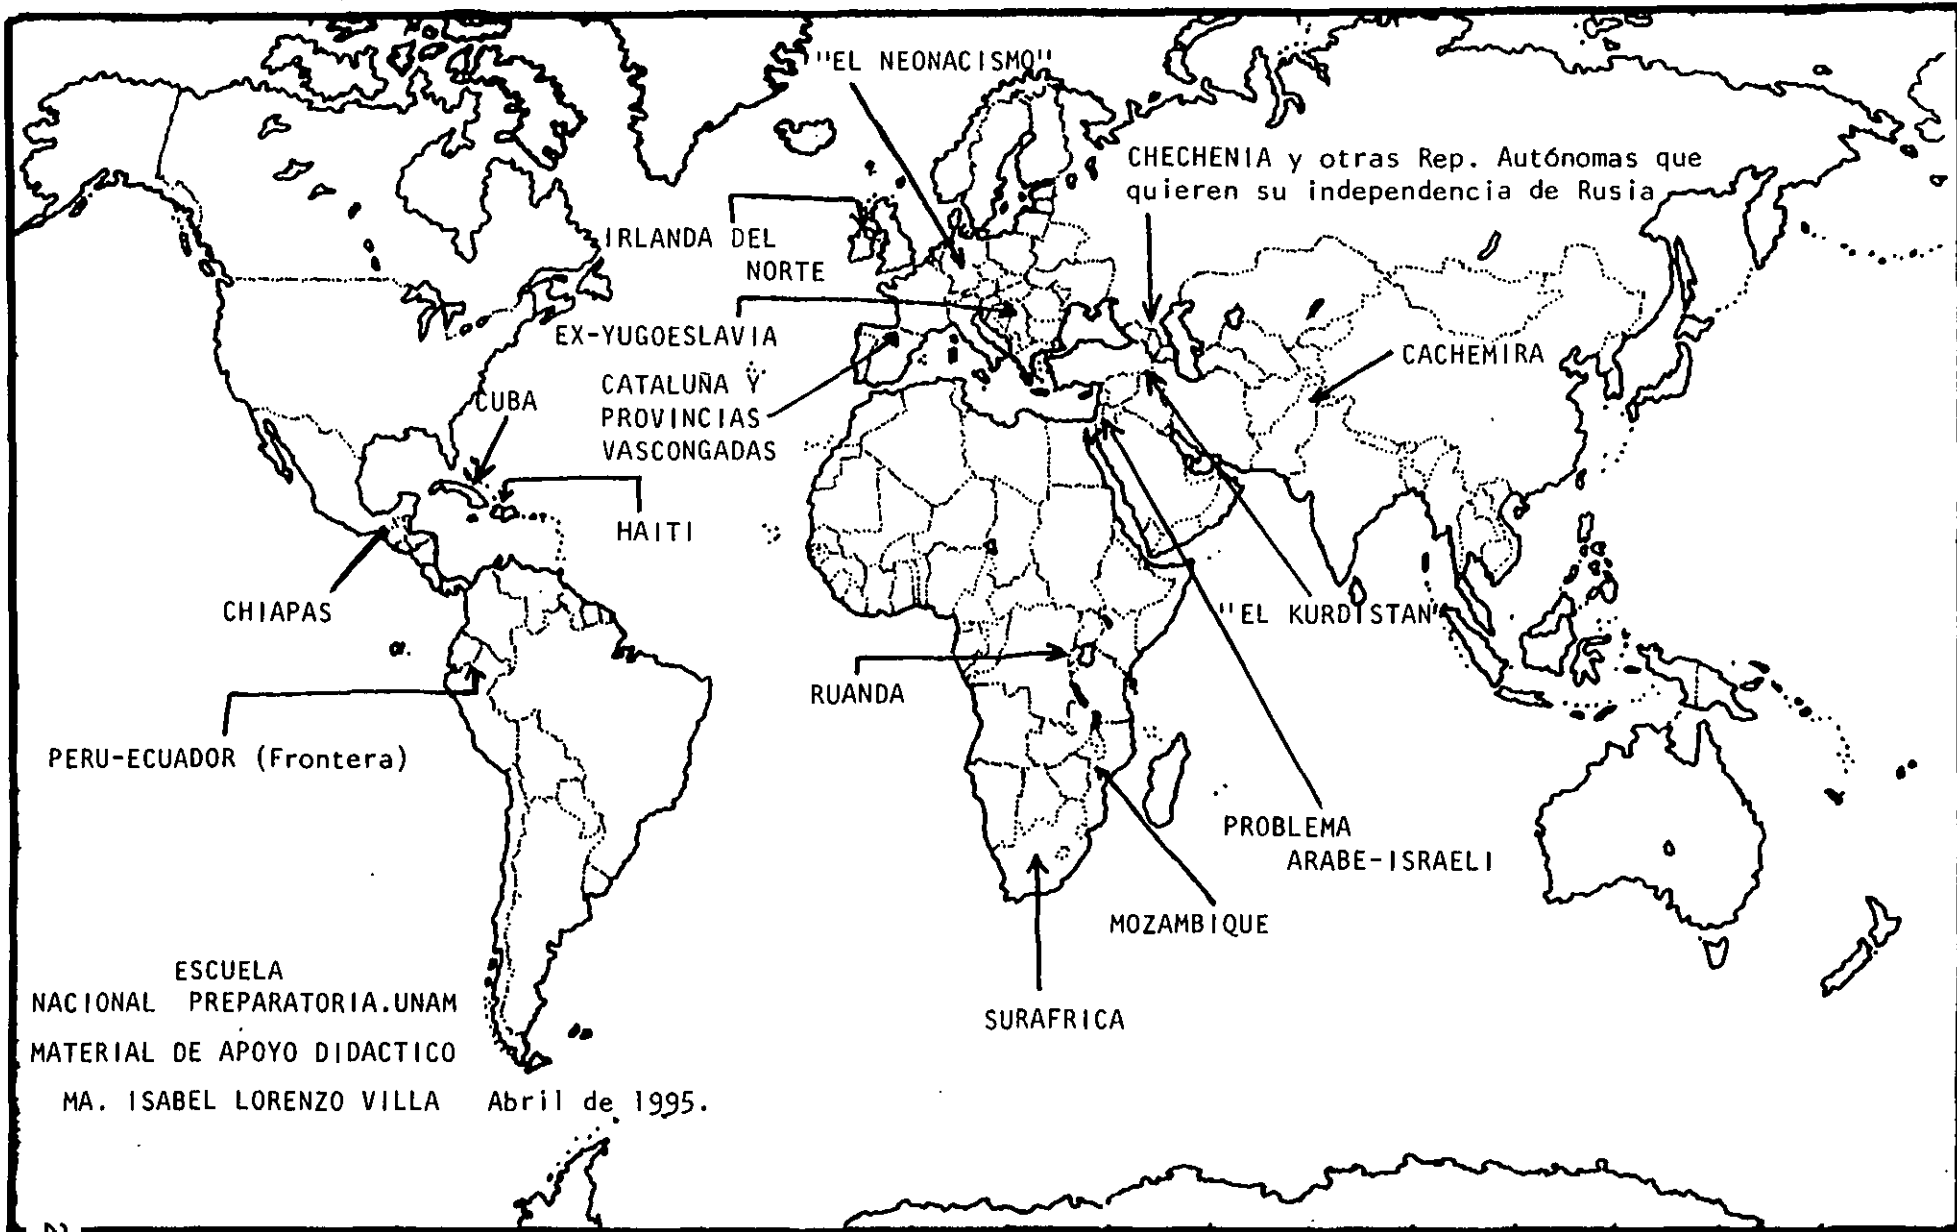 "EL NEONACISMO"
CHECHENIA y otras Rep. Autónomas que
quieren su independencia de Rusia
IRLANDA DEL
NORTE
EX-YUGOESLAVIA
CACHEMIRA
CATALUÑA Y
PROVINCIAS
VASCONGADAS
CUBA
HAITI
CHIAPAS
"EL KURDISTAN"
RUANDA
PERU-ECUADOR (Frontera)
PROBLEMA
ARABE-ISRAELI
MOZAMBIQUE
SURAFRICA
ESCUELA
NACIONAL PREPARATORIA.UNAM
MATERIAL DE APOYO DIDACTICO
MA. ISABEL LORENZO VILLA Abril de 1995.